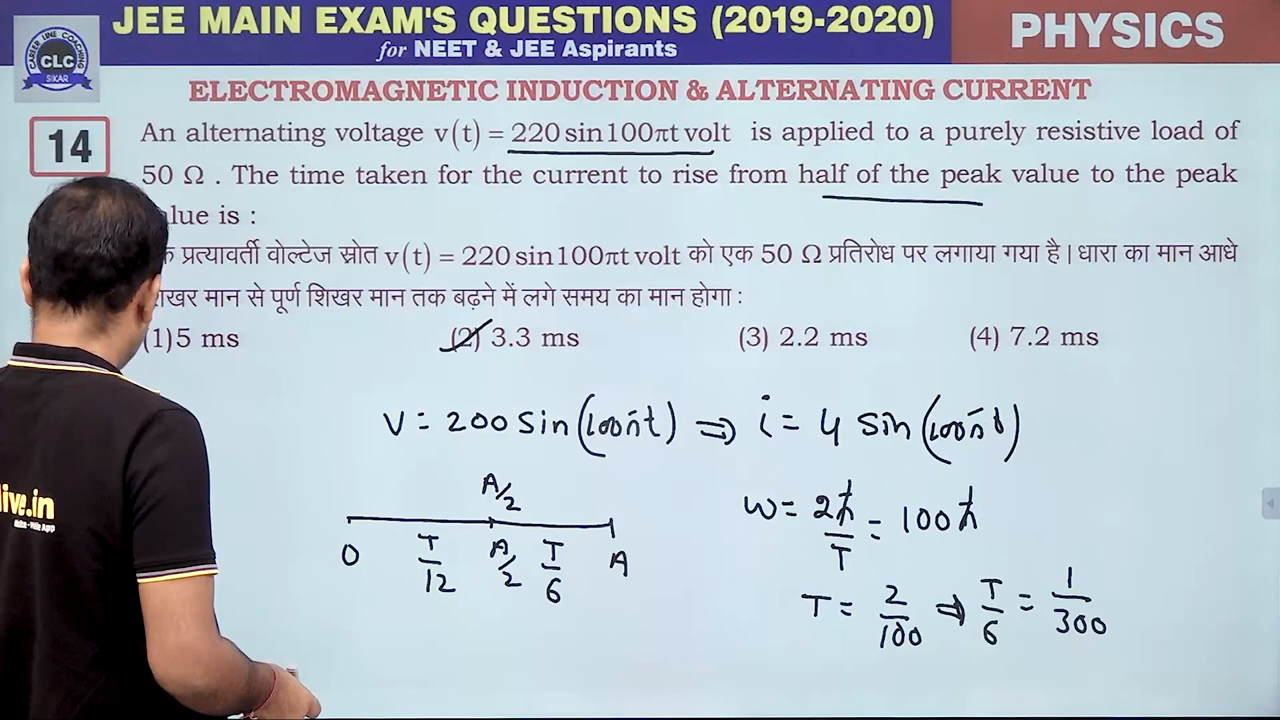 JEE MAIN EXAM'S QUESTIONS (2019-2020)
for NEET & JEE Aspirants
PHYSICS
CAREER LINE COACHING
CLC
SIKAR
ELECTROMAGNETIC INDUCTION & ALTERNATING CURRENT
14
An alternating voltage v(t) = 220 sin100πt volt is applied to a purely resistive load of
50 Ω . The time taken for the current to rise from half of the peak value to the peak
alue is :
प्रत्यावर्ती वोल्टेज स्रोत v(t) = 220 sin100πt volt को एक 50 Ω प्रतिरोध पर लगाया गया है। धारा का मान आधे
शिखर मान से पूर्ण शिखर मान तक बढ़ने में लगे समय का मान होगा :
(1)5 ms (2) 3.3 ms (3) 2.2 ms (4) 7.2 ms
V = 200 Sin(100πt) ⇒ i = 4 Sin(100πt)
A/2
0 T/12 A/2 T/6 A
ω = 2π/T = 100π
T = 2/100 ⇒ T/6 = 1/300
live.in